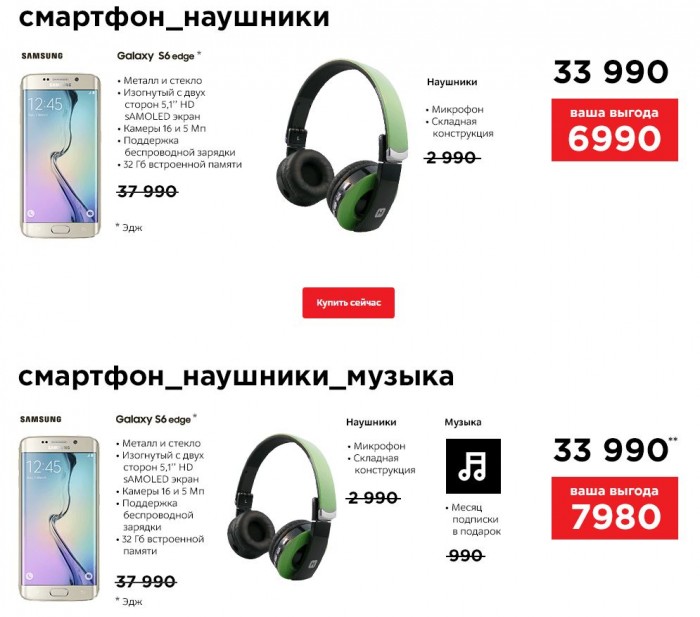 смартфон_наушники
SAMSUNG
Galaxy S6 edge *
• Металл и стекло
• Изогнутый с двух
сторон 5,1'' HD
sAMOLED экран
• Камеры 16 и 5 Мп
• Поддержка
беспроводной зарядки
• 32 Гб встроенной памяти
37 990
* Эдж
Наушники
• Микрофон
• Складная
конструкция
2 990
33 990
ваша выгода
6990
Купить сейчас
смартфон_наушники_музыка
SAMSUNG
Galaxy S6 edge *
• Металл и стекло
• Изогнутый с двух
сторон 5,1'' HD
sAMOLED экран
• Камеры 16 и 5 Мп
• Поддержка
беспроводной
зарядки
• 32 Гб встроенной
памяти
37 990
* Эдж
Наушники
• Микрофон
• Складная
конструкция
2 990
Музыка
• Месяц
подписки
в подарок
990
33 990**
ваша выгода
7980